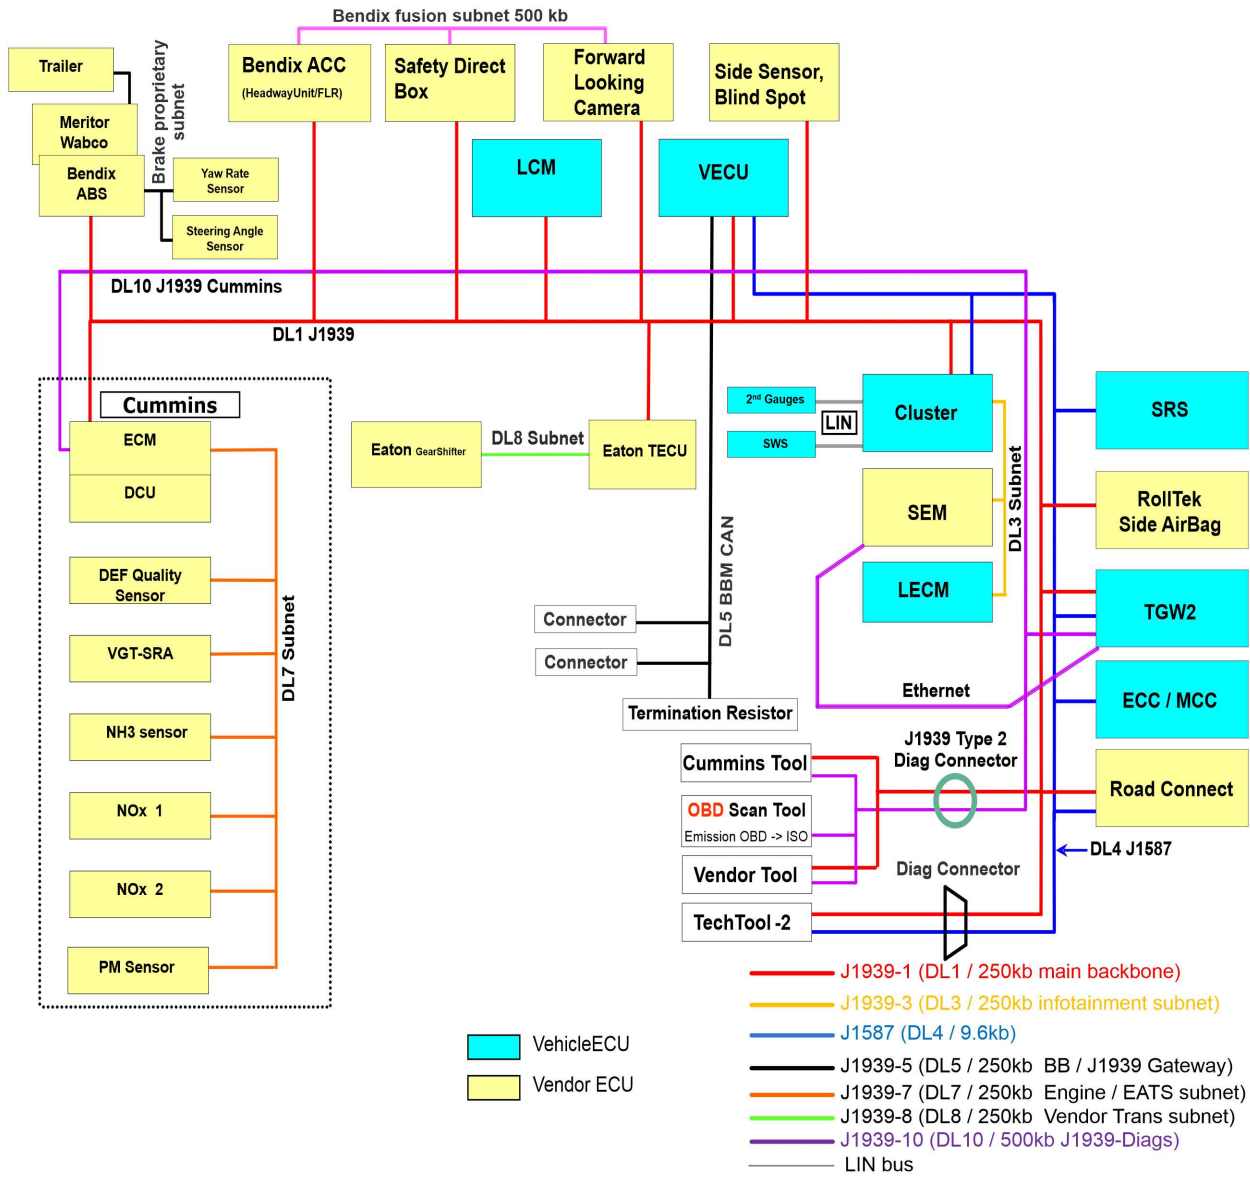 Bendix fusion subnet 500 kb
Trailer
Meritor
Wabco
Bendix
ABS
Brake proprietary
subnet
Yaw Rate
Sensor
Steering Angle
Sensor
Bendix ACC
(HeadwayUnit/FLR)
Safety Direct
Box
Forward
Looking
Camera
Side Sensor,
Blind Spot
LCM
VECU
DL10 J1939 Cummins
DL1 J1939
Cummins
ECM
DCU
DEF Quality
Sensor
VGT-SRA
NH3 sensor
NOx 1
NOx 2
PM Sensor
DL7 Subnet
Eaton GearShifter
DL8 Subnet
Eaton TECU
2nd Gauges
SWS
LIN
Cluster
SEM
LECM
DL3 Subnet
SRS
RollTek
Side AirBag
TGW2
ECC / MCC
Road Connect
DL5 BBM CAN
Connector
Connector
Termination Resistor
Ethernet
J1939 Type 2
Diag Connector
Cummins Tool
OBD Scan Tool
Emission OBD -> ISO
Vendor Tool
TechTool -2
Diag Connector
DL4 J1587
J1939-1 (DL1 / 250kb main backbone)
J1939-3 (DL3 / 250kb infotainment subnet)
J1587 (DL4 / 9.6kb)
J1939-5 (DL5 / 250kb BB / J1939 Gateway)
J1939-7 (DL7 / 250kb Engine / EATS subnet)
J1939-8 (DL8 / 250kb Vendor Trans subnet)
J1939-10 (DL10 / 500kb J1939-Diags)
LIN bus
VehicleECU
Vendor ECU